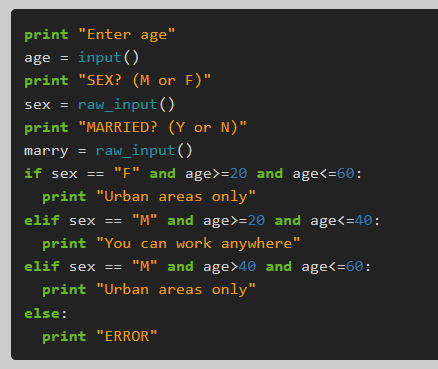 print "Enter age"
age = input()
print "SEX? (M or F)"
sex = raw_input()
print "MARRIED? (Y or N)"
marry = raw_input()
if sex == "F" and age>=20 and age<=60:
  print "Urban areas only"
elif sex == "M" and age>=20 and age<=40:
  print "You can work anywhere"
elif sex == "M" and age>40 and age<=60:
  print "Urban areas only"
else:
  print "ERROR"